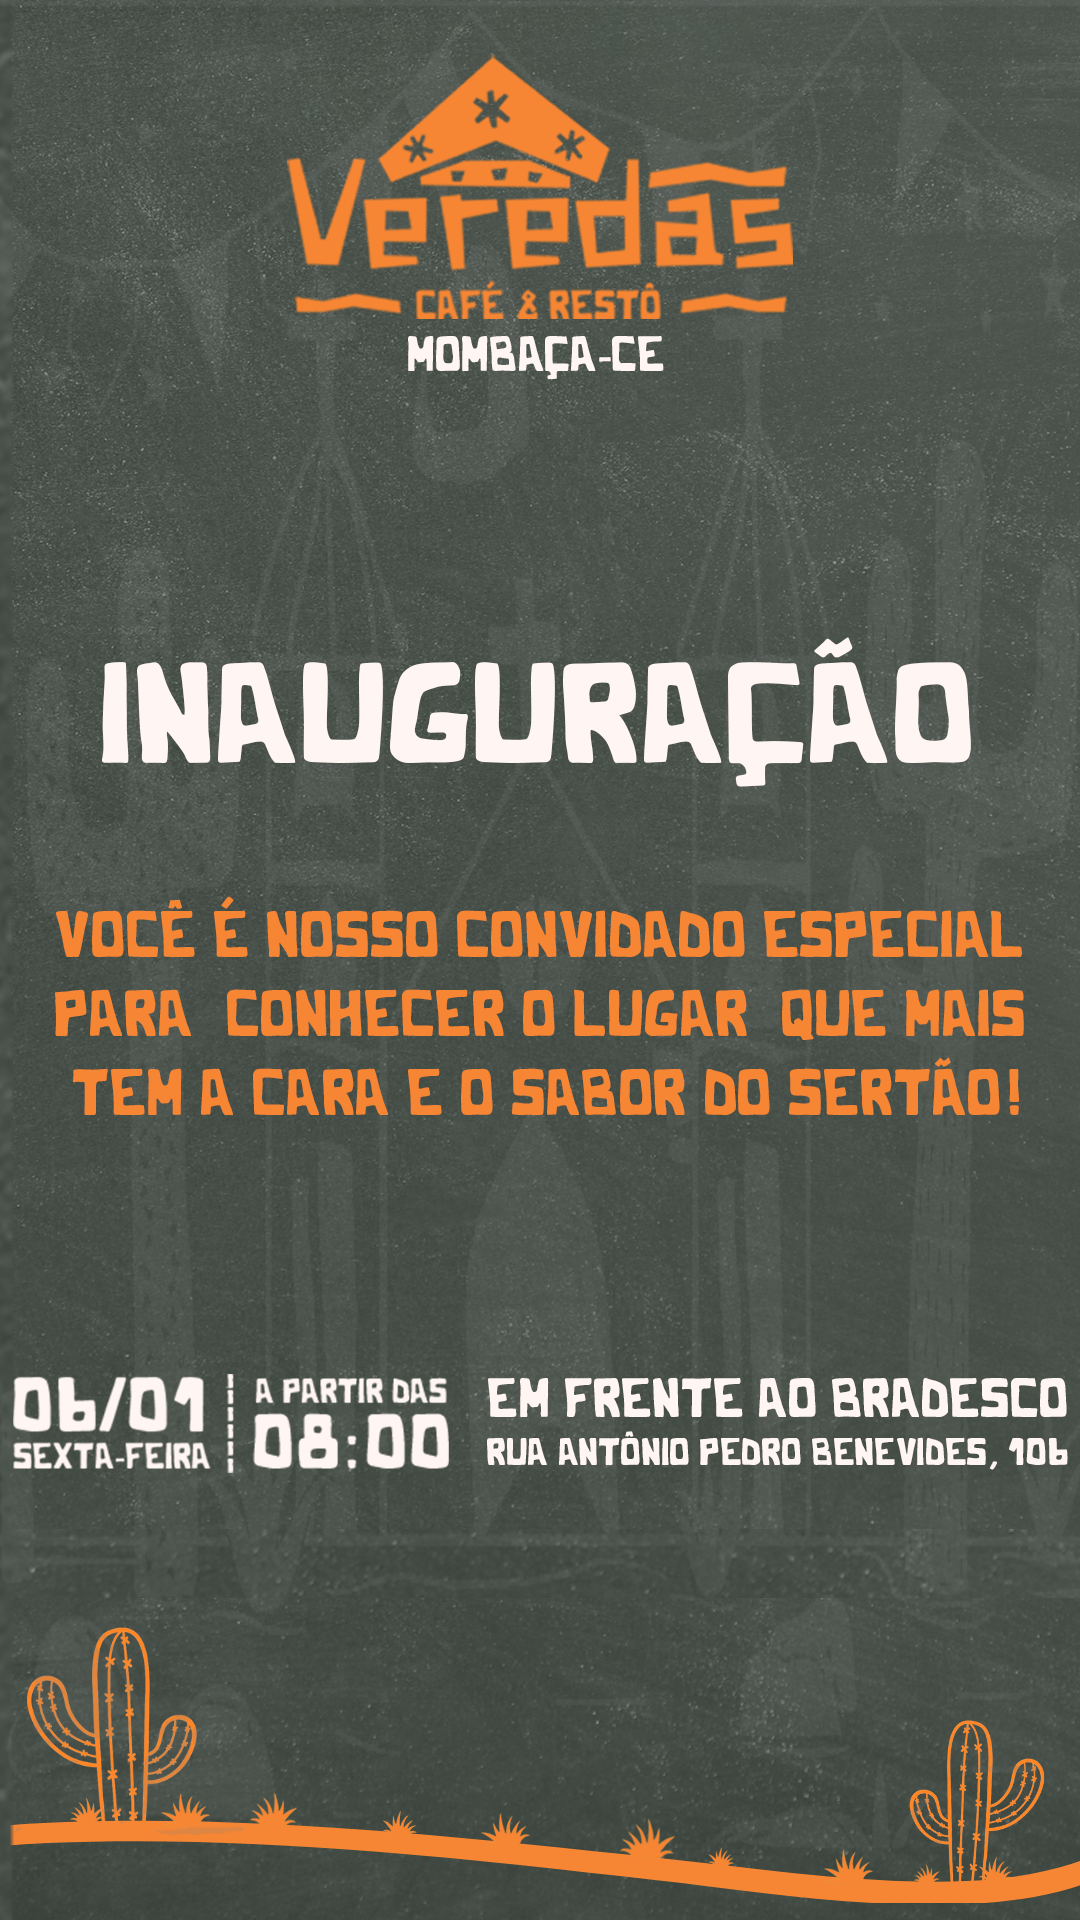 Veredas
CAFÉ & RESTÔ
MOMBAÇA-CE
INAUGURAÇÃO
VOCÊ É NOSSO CONVIDADO ESPECIAL
PARA CONHECER O LUGAR QUE MAIS
TEM A CARA E O SABOR DO SERTÃO!
06/01
SEXTA-FEIRA
A PARTIR DAS
08:00
EM FRENTE AO BRADESCO
RUA ANTÔNIO PEDRO BENEVIDES, 106